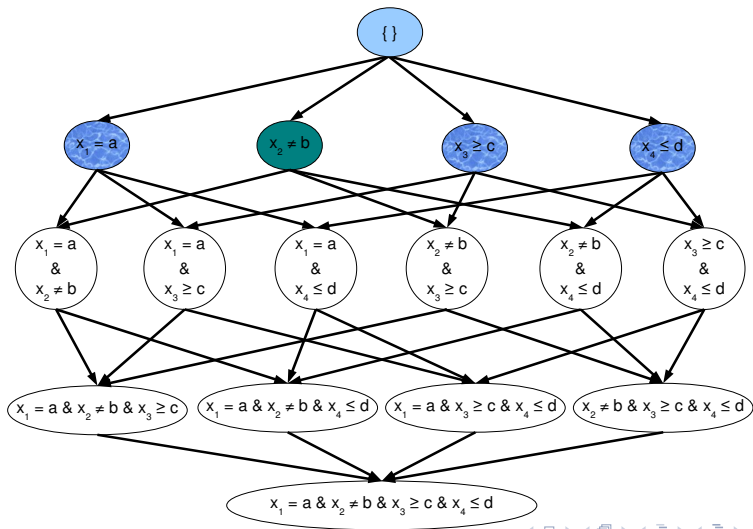 { }
x₁ = a
x₂ ≠ b
x₃ ≥ c
x₄ ≤ d
x₁ = a
&
x₂ ≠ b
x₁ = a
&
x₃ ≥ c
x₁ = a
&
x₄ ≤ d
x₂ ≠ b
&
x₃ ≥ c
x₂ ≠ b
&
x₄ ≤ d
x₃ ≥ c
&
x₄ ≤ d
x₁ = a & x₂ ≠ b & x₃ ≥ c
x₁ = a & x₂ ≠ b & x₄ ≤ d
x₁ = a & x₃ ≥ c & x₄ ≤ d
x₂ ≠ b & x₃ ≥ c & x₄ ≤ d
x₁ = a & x₂ ≠ b & x₃ ≥ c & x₄ ≤ d